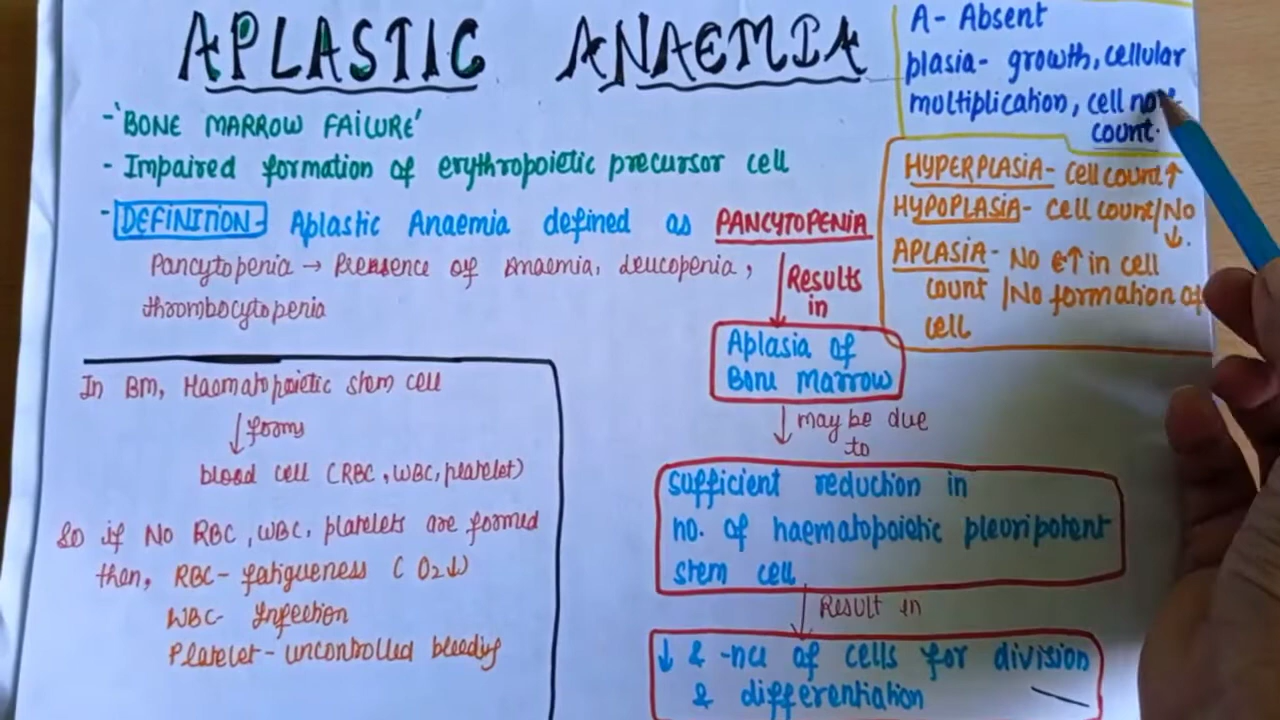 APLASTIC ANAEMIA
-'BONE MARROW FAILURE'
- Impaired formation of erythropoietic precursor cell
- DEFINITION- Aplastic Anaemia defined as PANCYTOPENIA
Pancytopenia → Presence of Anaemia, Leucopenia,
thrombocytopenia
A- Absent
plasia- growth, cellular
multiplication, cell
count.
HYPERPLASIA- Cell count↑
HYPOPLASIA- Cell count/No
↓.
APLASIA- No ↑ in cell
count /No formation of
cell
Results
in
Aplasia of
Bone Marrow
↓ may be due
to
sufficient reduction in
no. of haematopoietic pleuripotent
stem cell
↓ Result in
↓ & of cells for division
& differentiation
In BM, Haematopoietic stem cell
↓ forms
blood cell (RBC, WBC, platelet)
So if No RBC, WBC, platelets are formed
then, RBC- fatigueness ( O2↓)
WBC- Infection
Platelet- uncontrolled bleeding